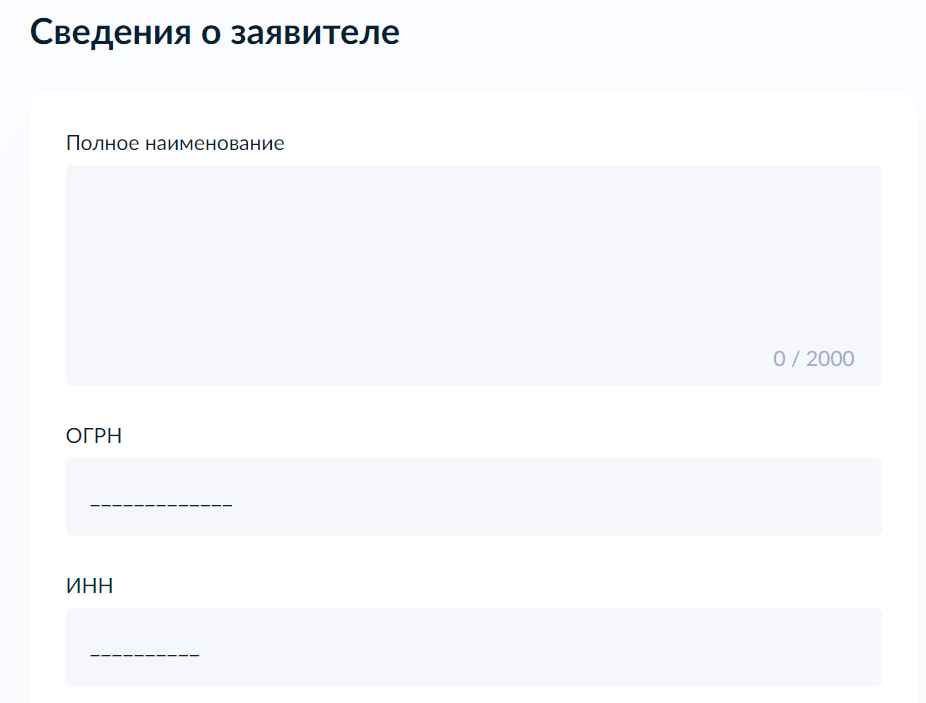 Сведения о заявителе
Полное наименование
0 / 2000
ОГРН
_____________
ИНН
__________